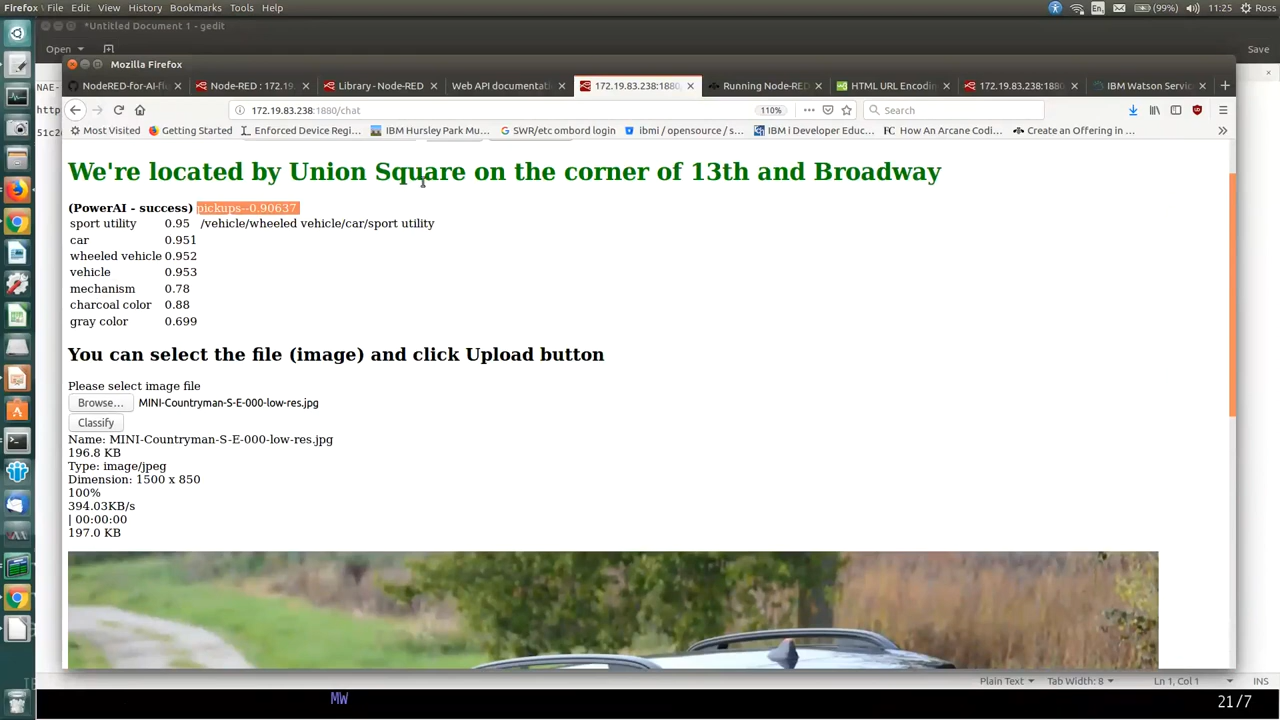 Firefox File Edit View History Bookmarks Tools Help En (99%) 11:25 Ross
*Untitled Document 1 - gedit
Open Save
Mozilla Firefox
NodeRED-for-AI-fi Node-RED : 172.19. Library - Node-RED Web API documentati 172.19.83.238:1880, Running Node-RED HTML URL Encodin 172.19.83.238:1880, IBM Watson Servic
NAE-
172.19.83.238:1880/chat 110% Search
http
51c2
Most Visited Getting Started Enforced Device Regi... IBM Hursley Park Mu... SWR/etc ombord login ibmi / opensource / s... IBM i Developer Educ... FC How An Arcane Codi... Create an Offering in ...
We're located by Union Square on the corner of 13th and Broadway
(PowerAI - success) pickups--0.90637
sport utility 0.95 /vehicle/wheeled vehicle/car/sport utility
car 0.951
wheeled vehicle 0.952
vehicle 0.953
mechanism 0.78
charcoal color 0.88
gray color 0.699
You can select the file (image) and click Upload button
Please select image file
Browse... MINI-Countryman-S-E-000-low-res.jpg
Classify
Name: MINI-Countryman-S-E-000-low-res.jpg
196.8 KB
Type: image/jpeg
Dimension: 1500 x 850
100%
394.03KB/s
| 00:00:00
197.0 KB
Plain Text Tab Width: 8 Ln 1, Col 1 INS
MW 21/7